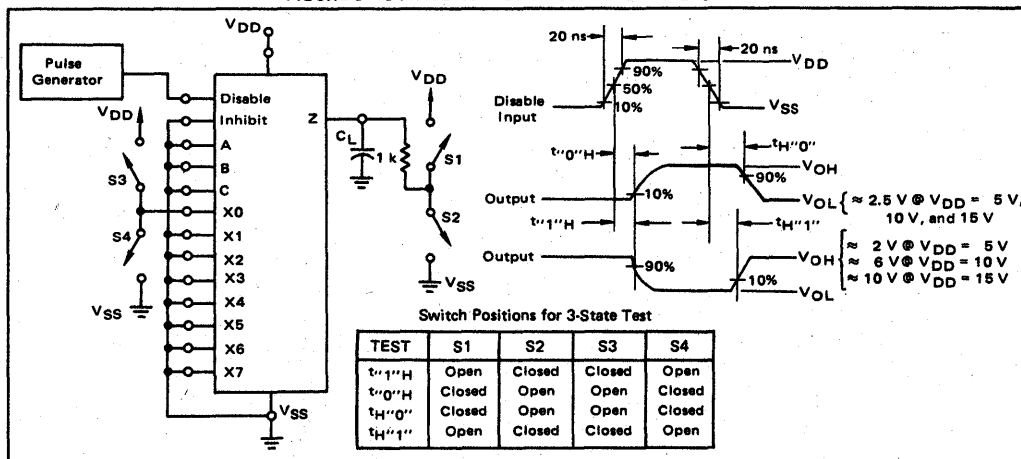 Pulse
Generator
VDD
Disable
Inhibit
A
B
C
X0
X1
X2
X3
X4
X5
X6
X7
Z
VSS
VDD
S3
S4
VSS
CL
1 k
VDD
S1
S2
VSS
20 ns
20 ns
VDD
90%
50%
10%
Disable
Input
VSS
t"0"H
tH"0"
VOH
90%
10%
Output
VOL { ≈ 2.5 V @ VDD = 5 V,
10 V, and 15 V
t"1"H
tH"1"
Output
90%
10%
VOH { ≈ 2 V @ VDD = 5V
≈ 6 V @ VDD = 10 V
≈ 10 V @ VDD = 15 V
VOL
Switch Positions for 3-State Test
TEST S1 S2 S3 S4
t"1"H Open Closed Closed Open
t"0"H Closed Open Open Closed
tH"0" Closed Open Open Closed
tH"1" Open Closed Closed Open